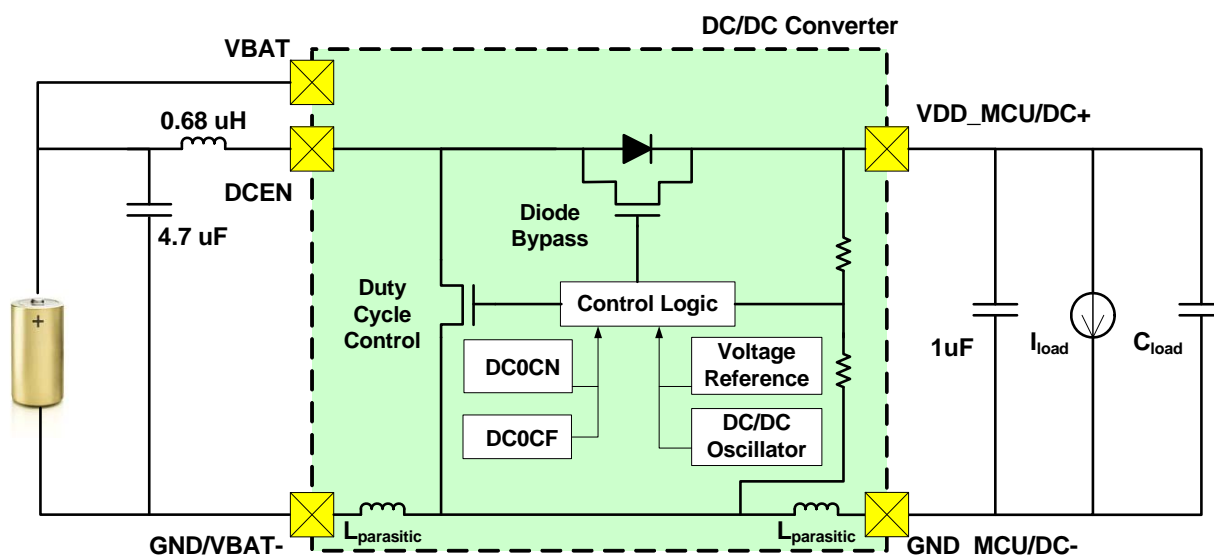 DC/DC Converter
VBAT
0.68 uH
VDD_MCU/DC+
DCEN
4.7 uF
Diode
Bypass
+
Duty
Cycle
Control
Control Logic
1uF
Iload
Cload
DC0CN
Voltage
Reference
DC0CF
DC/DC
Oscillator
Lparasitic
Lparasitic
GND/VBAT-
GND_MCU/DC-